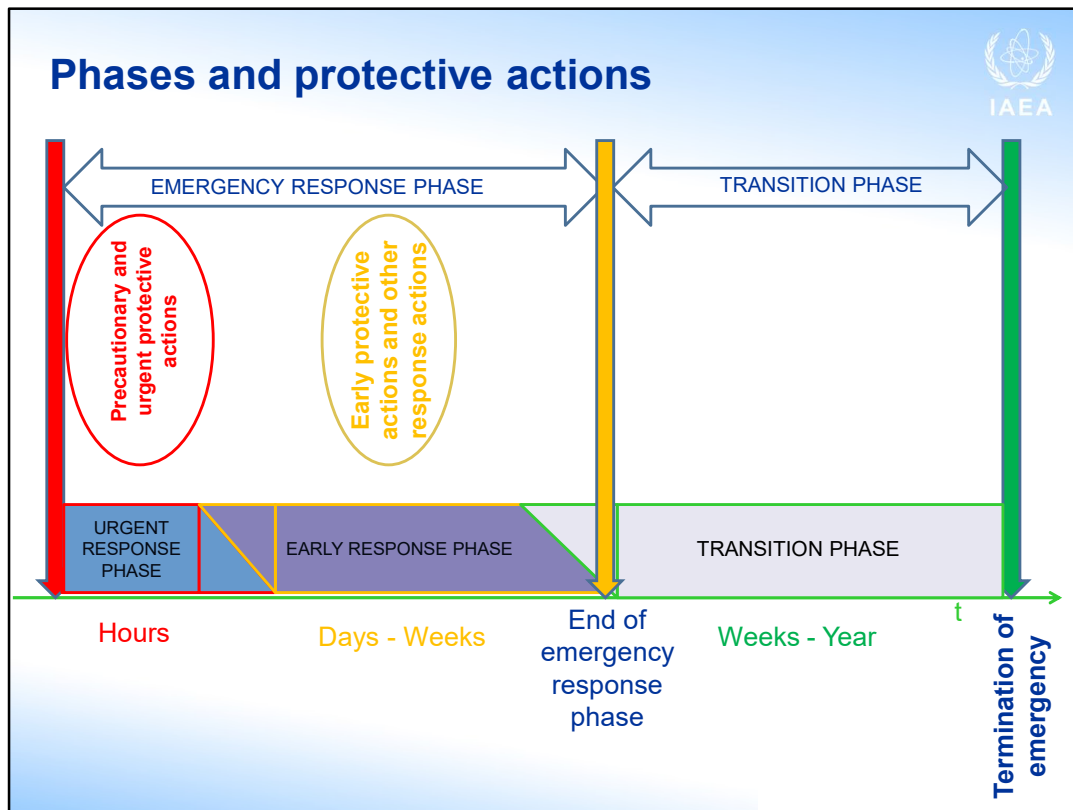 Phases and protective actions
IAEA
EMERGENCY RESPONSE PHASE
TRANSITION PHASE
Precautionary and
urgent protective
actions
Early protective
actions and other
response actions
URGENT
RESPONSE
PHASE
EARLY RESPONSE PHASE
TRANSITION PHASE
t
Hours
Days - Weeks
End of
emergency
response
phase
Weeks - Year
Termination of
emergency